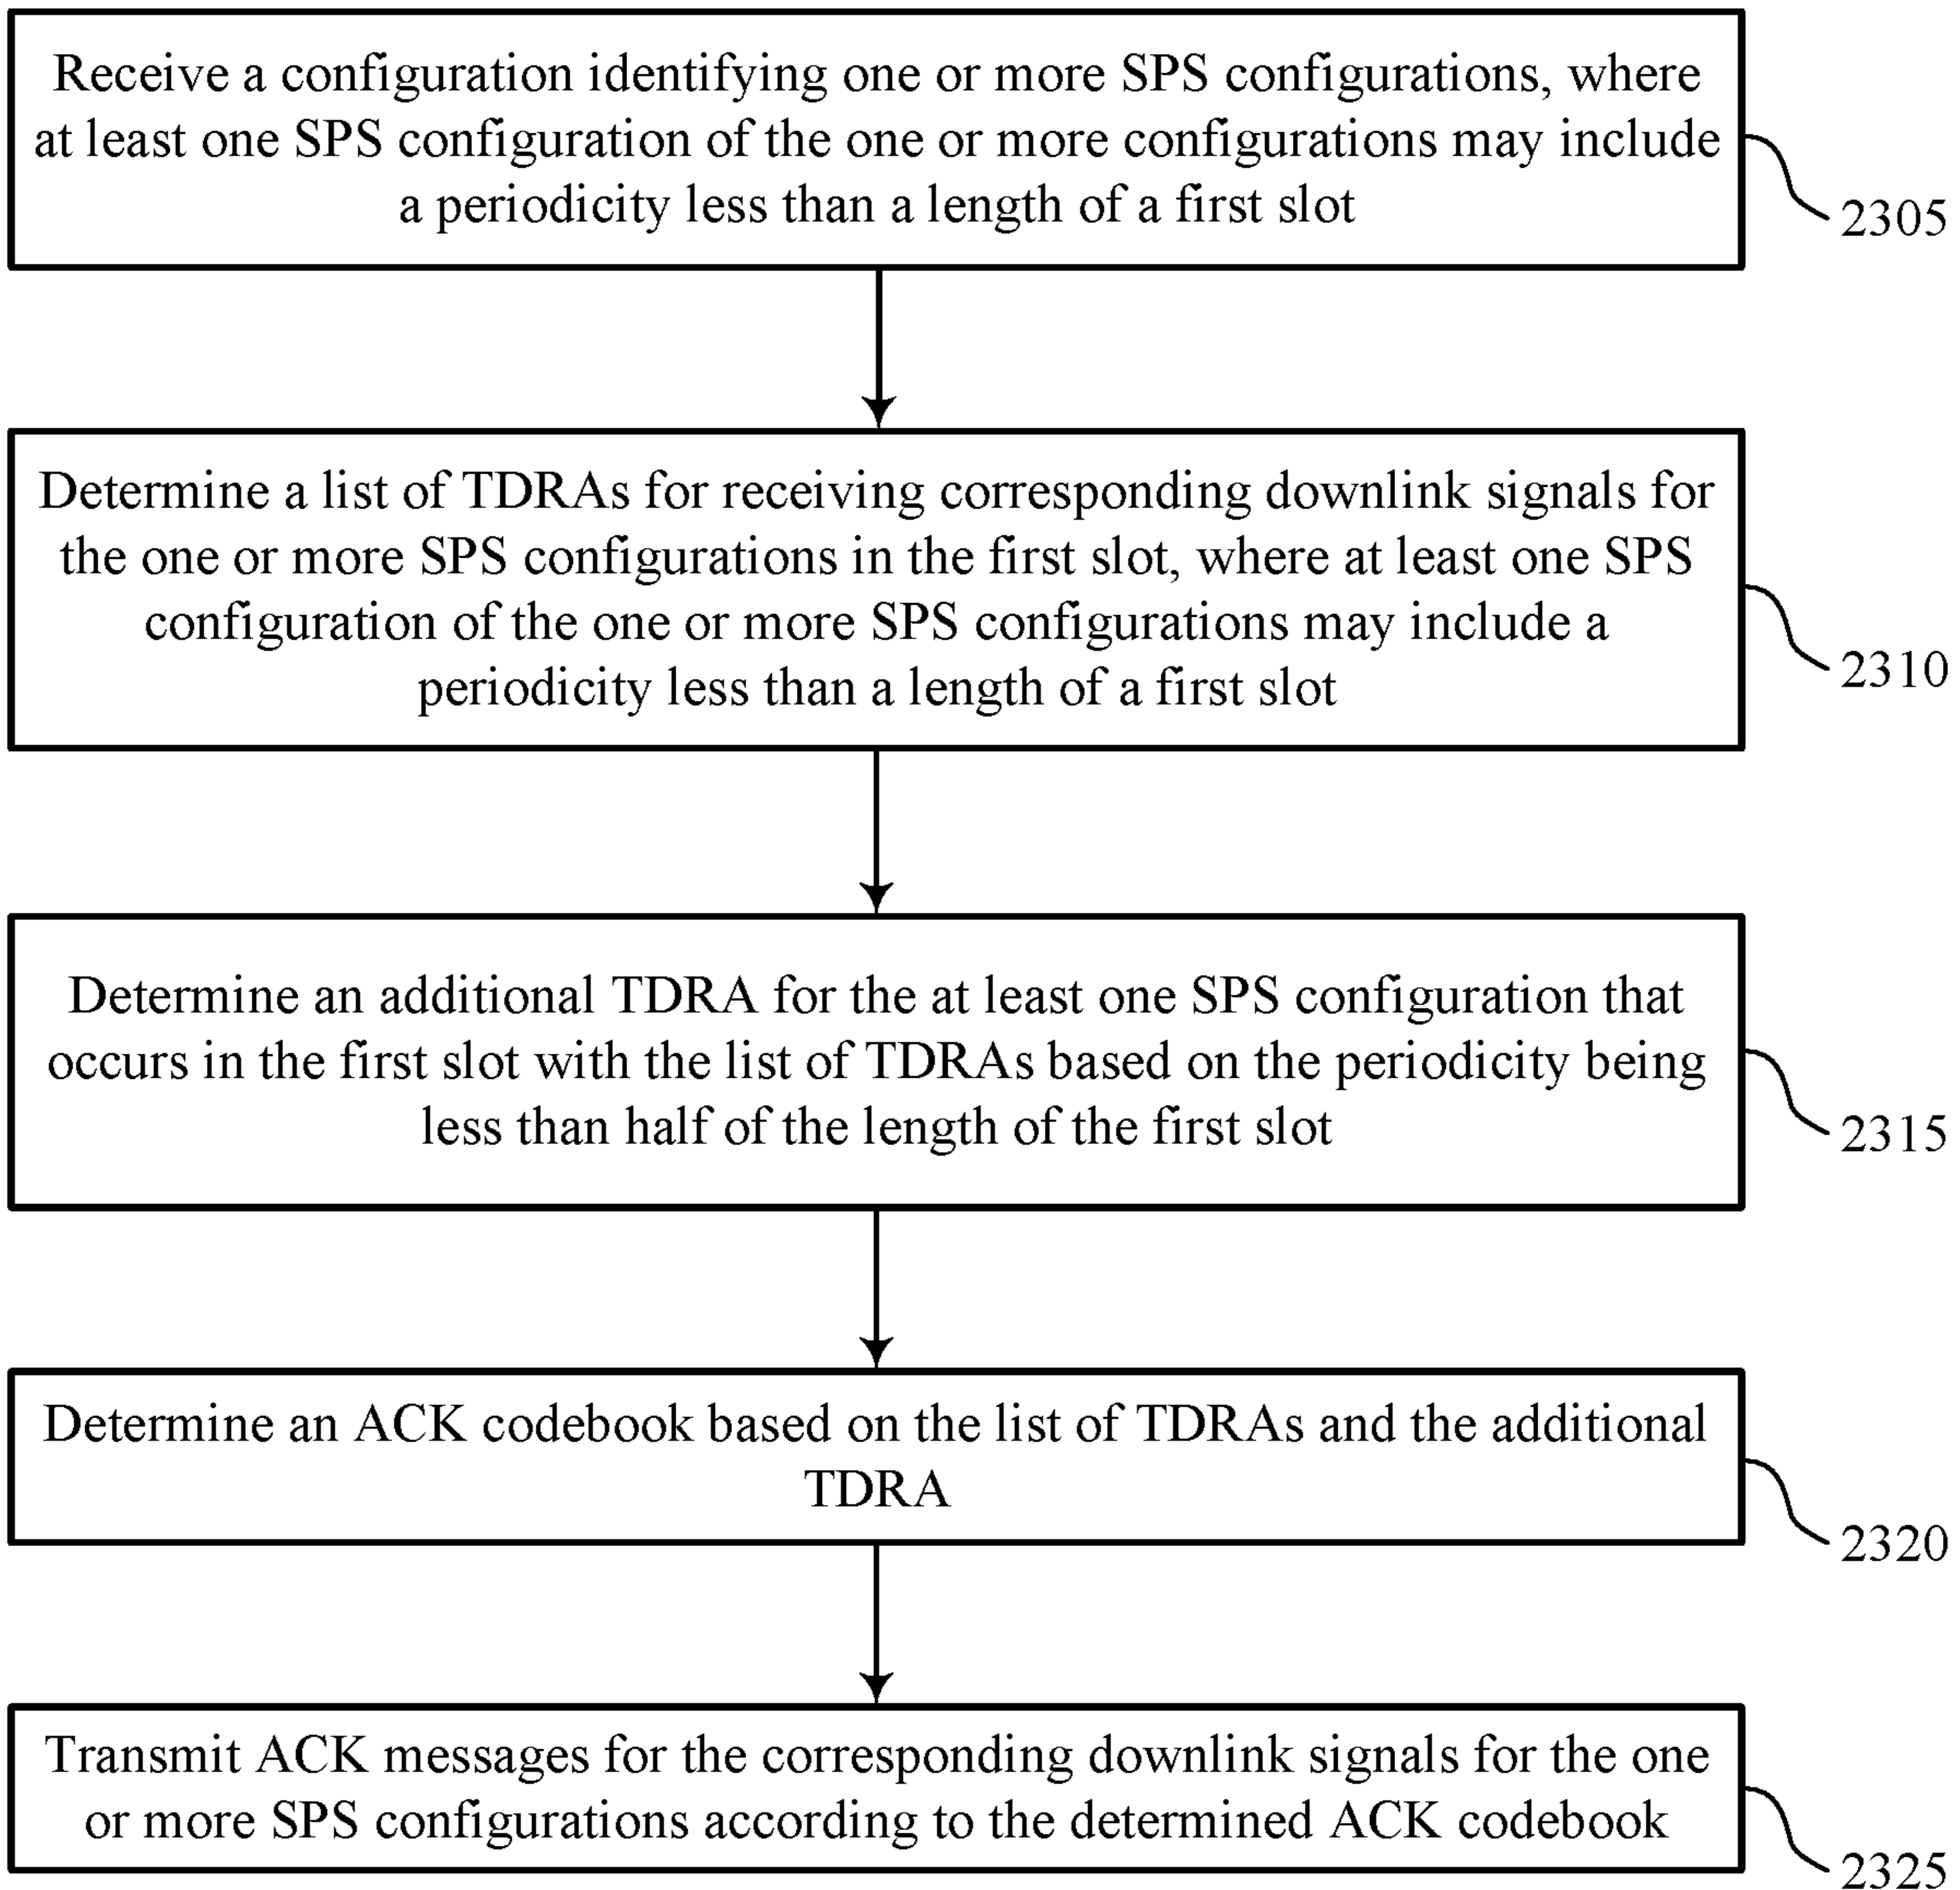 Receive a configuration identifying one or more SPS configurations, where
at least one SPS configuration of the one or more configurations may include
a periodicity less than a length of a first slot
2305
Determine a list of TDRAs for receiving corresponding downlink signals for
the one or more SPS configurations in the first slot, where at least one SPS
configuration of the one or more SPS configurations may include a
periodicity less than a length of a first slot
2310
Determine an additional TDRA for the at least one SPS configuration that
occurs in the first slot with the list of TDRAs based on the periodicity being
less than half of the length of the first slot
2315
Determine an ACK codebook based on the list of TDRAs and the additional
TDRA
2320
Transmit ACK messages for the corresponding downlink signals for the one
or more SPS configurations according to the determined ACK codebook
2325